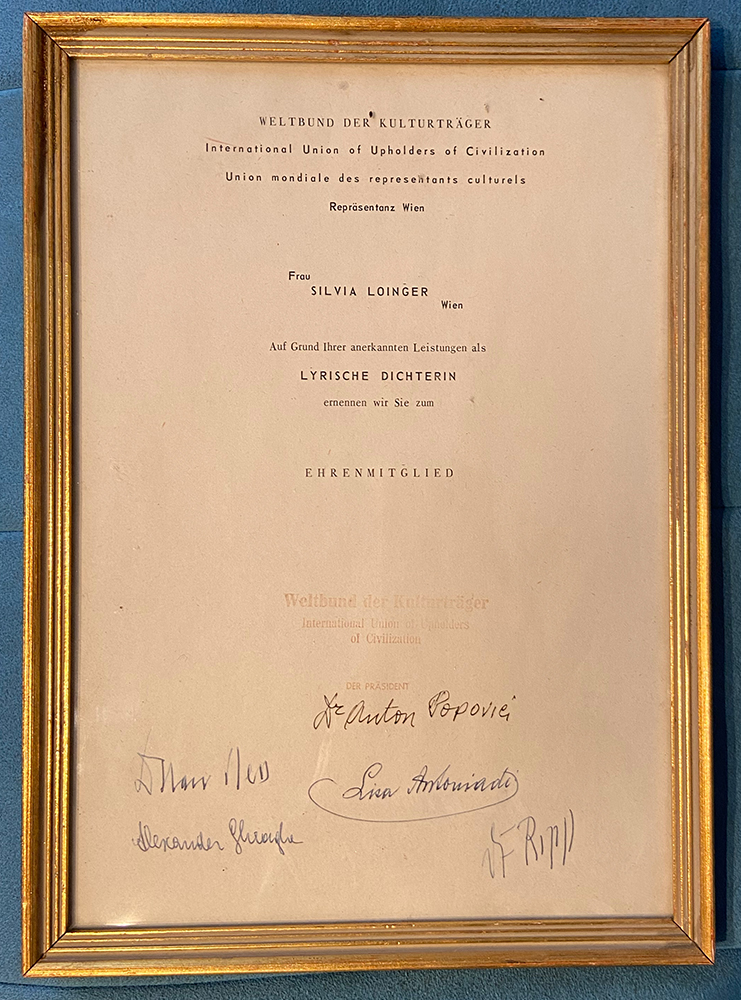 WELTBUND DER KULTURTRÄGER
International Union of Upholders of Civilization
Union mondiale des representants culturels
Repräsentanz Wien
Frau
SILVIA LOINGER
Wien
Auf Grund Ihrer anerkannten Leistungen als
LYRISCHE DICHTERIN
ernennen wir Sie zum
EHRENMITGLIED
Weltbund der Kulturträger
International Union of Upholders
of Civilization
DER PRÄSIDENT
Dr Anton Popovici
Lisa Antoniadi
Alexander